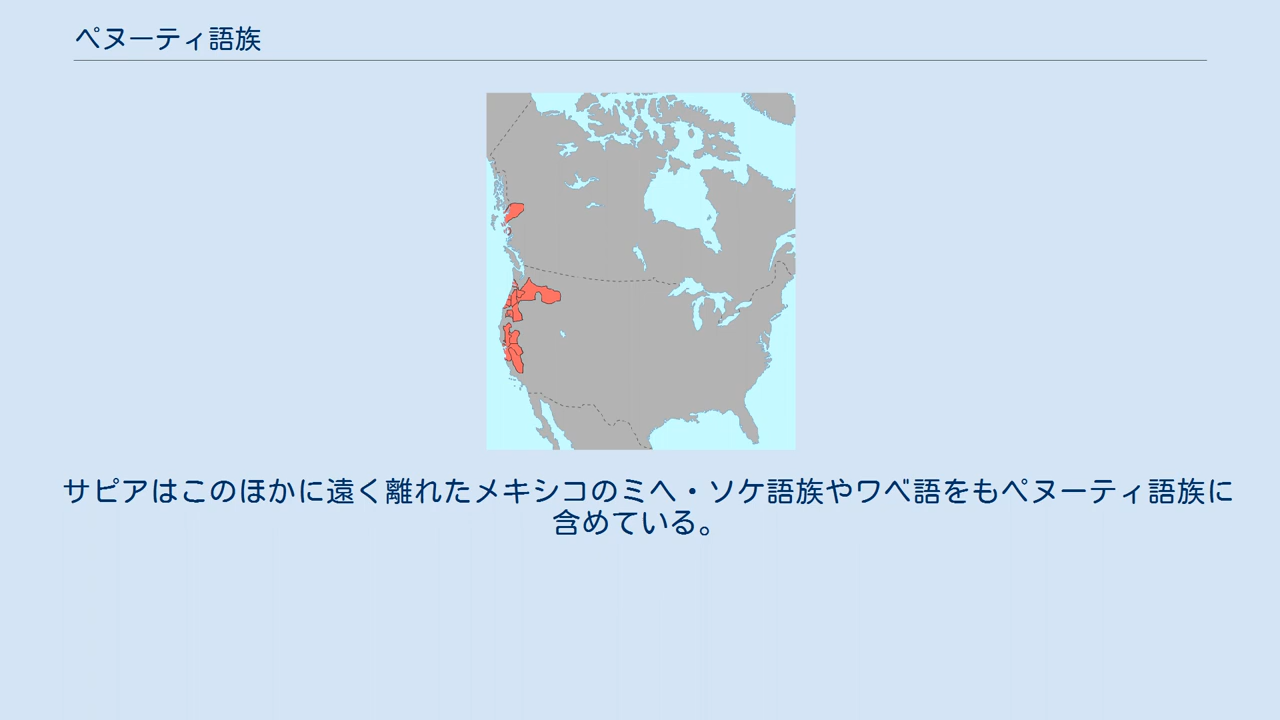 ペヌーティ語族
サピアはこのほかに遠く離れたメキシコのミヘ・ソケ語族やワベ語をもペヌーティ語族に
含めている。